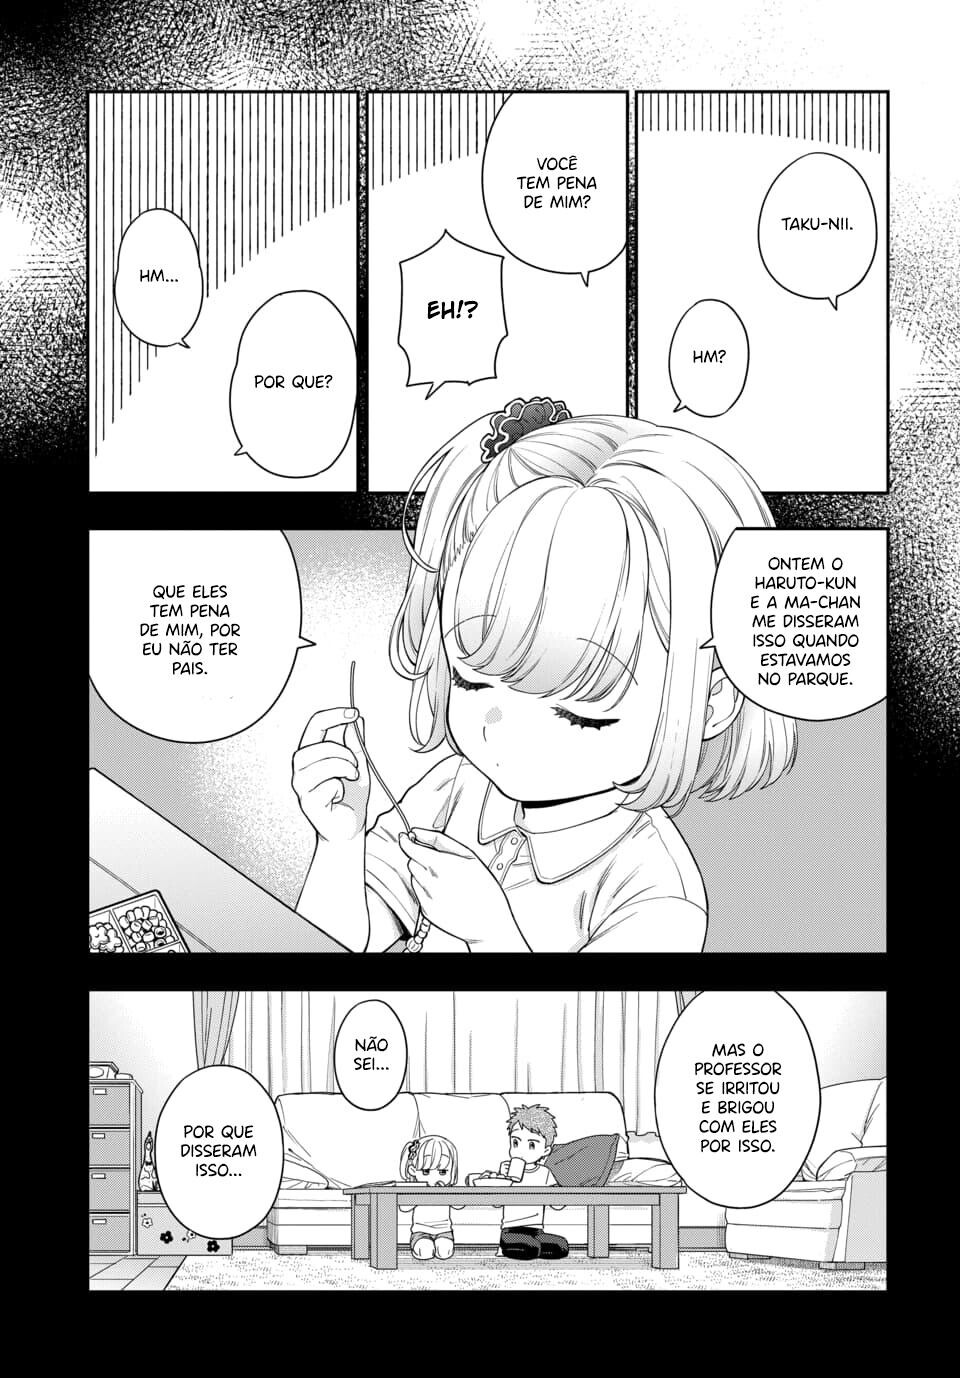 TAKU-NII.
HM?
VOCÊ
TEM PENA
DE MIM?
EH!?
POR QUE?
HM...
ONTEM O
HARUTO-KUN
E A MA-CHAN
ME DISSERAM
ISSO QUANDO
ESTAVAMOS
NO PARQUE.
QUE ELES
TEM PENA
DE MIM, POR
EU NÃO TER
PAIS.
MAS O
PROFESSOR
SE IRRITOU
E BRIGOU
COM ELES
POR ISSO.
NÃO
SEI...
POR QUE
DISSERAM
ISSO...